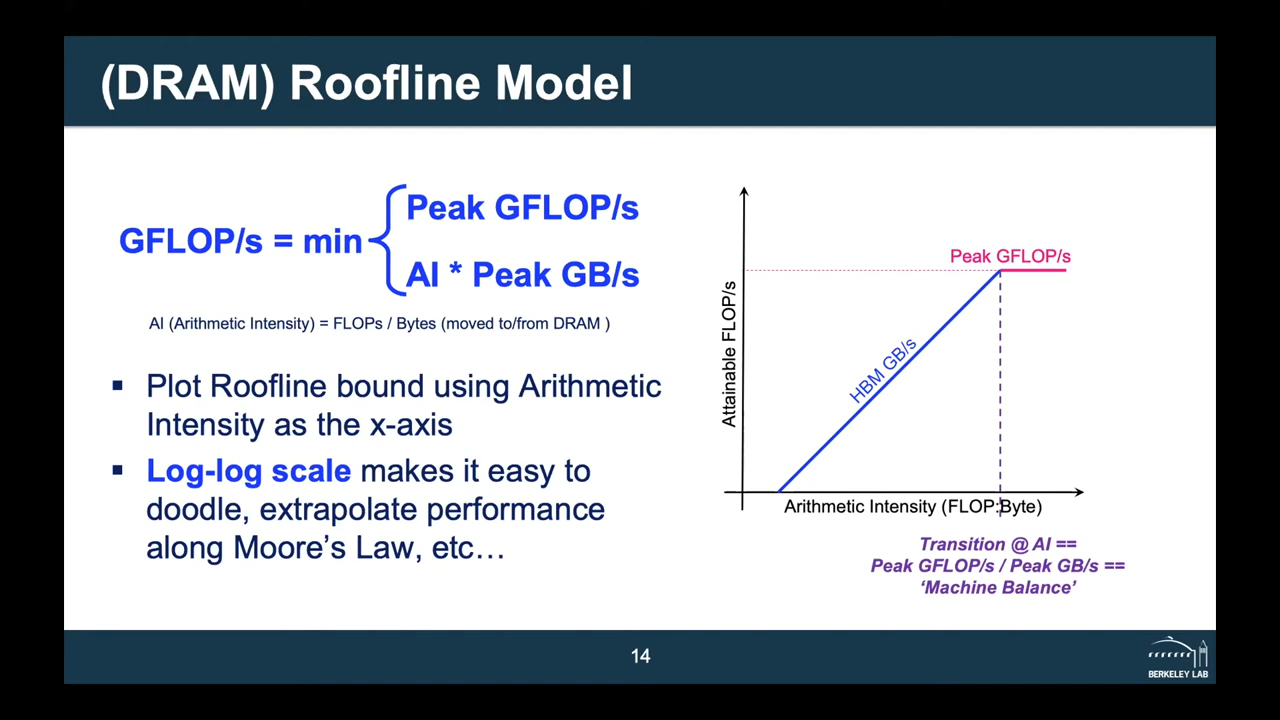 (DRAM) Roofline Model
GFLOP/s = min
Peak GFLOP/s
AI * Peak GB/s
AI (Arithmetic Intensity) = FLOPs / Bytes (moved to/from DRAM )
▪ Plot Roofline bound using Arithmetic
Intensity as the x-axis
▪ Log-log scale makes it easy to
doodle, extrapolate performance
along Moore's Law, etc…
Peak GFLOP/s
HBM GB/s
Attainable FLOP/s
Arithmetic Intensity (FLOP:Byte)
Transition @ AI ==
Peak GFLOP/s / Peak GB/s ==
‘Machine Balance’
14
BERKELEY LAB